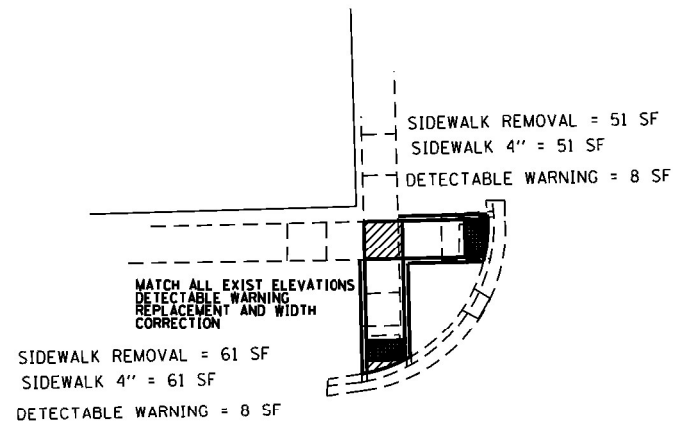 SIDEWALK REMOVAL = 51 SF
SIDEWALK 4" = 51 SF
DETECTABLE WARNING = 8 SF
MATCH ALL EXIST ELEVATIONS
DETECTABLE WARNING
REPLACEMENT AND WIDTH
CORRECTION
SIDEWALK REMOVAL = 61 SF
SIDEWALK 4" = 61 SF
DETECTABLE WARNING = 8 SF